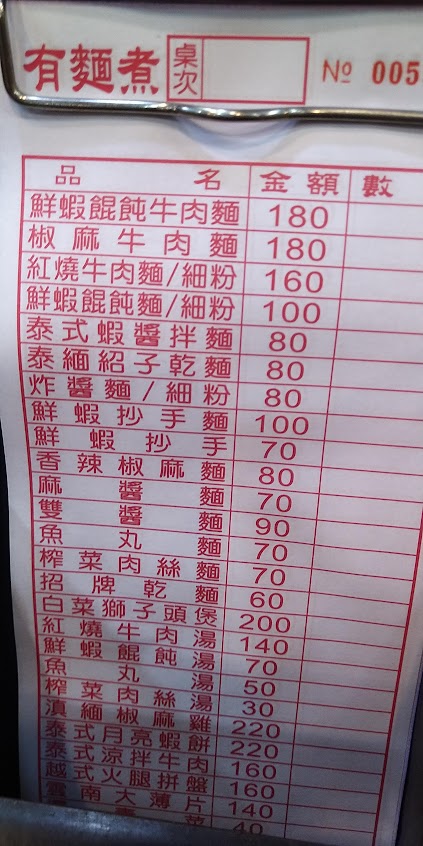 有麵煮 桌次 № 005
品名 金額 數
鮮蝦餛飩牛肉麵 180
椒麻牛肉麵 180
紅燒牛肉麵/細粉 160
鮮蝦餛飩麵/細粉 100
泰式蝦醬拌麵 80
泰緬紹子乾麵 80
炸醬麵/細粉 80
鮮蝦抄手麵 100
鮮蝦抄手 70
香辣椒麻麵 80
麻醬麵 70
雙醬麵 90
魚丸麵 70
榨菜肉絲麵 70
招牌乾麵 60
白菜獅子頭煲 200
紅燒牛肉湯 140
鮮蝦餛飩湯 70
魚丸湯 50
榨菜肉絲湯 30
滇緬椒麻雞 220
泰式月亮蝦餅 220
泰式涼拌牛肉 160
越式火腿拼盤 160
雲南大薄片 140
菜 40